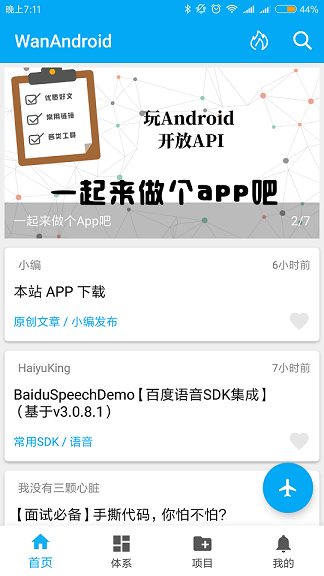 晚上7:11
44%
WanAndroid
优质好文
常用链接
各类工具
玩Android
开放API
一起来做个app吧
一起来做个App吧
2/7
小编
6小时前
本站 APP 下载
原创文章 / 小编发布
HaiyuKing
7小时前
BaiduSpeechDemo【百度语音SDK集成】
（基于v3.0.8.1）
常用SDK / 语音
我没有三颗心脏
7小时前
【面试必备】手撕代码，你怕不怕？
首页
体系
项目
我的